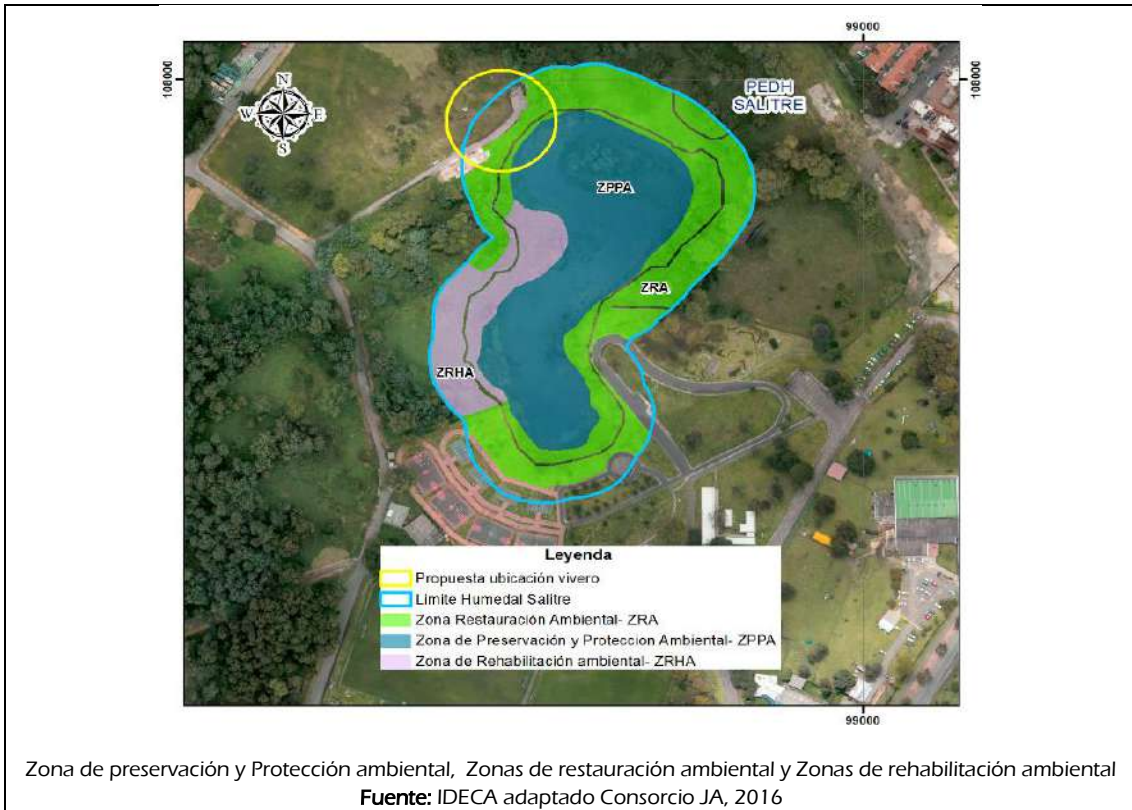 99000
108000
108000
N
W E
S
PEDH
SALITRE
ZPPA
ZRA
ZRHA
Leyenda
Propuesta ubicación vivero
Limite Humedal Salitre
Zona Restauración Ambiental- ZRA
Zona de Preservación y Proteccion Ambiental- ZPPA
Zona de Rehabilitación ambiental- ZRHA
99000
Zona de preservación y Protección ambiental, Zonas de restauración ambiental y Zonas de rehabilitación ambiental
Fuente: IDECA adaptado Consorcio JA, 2016